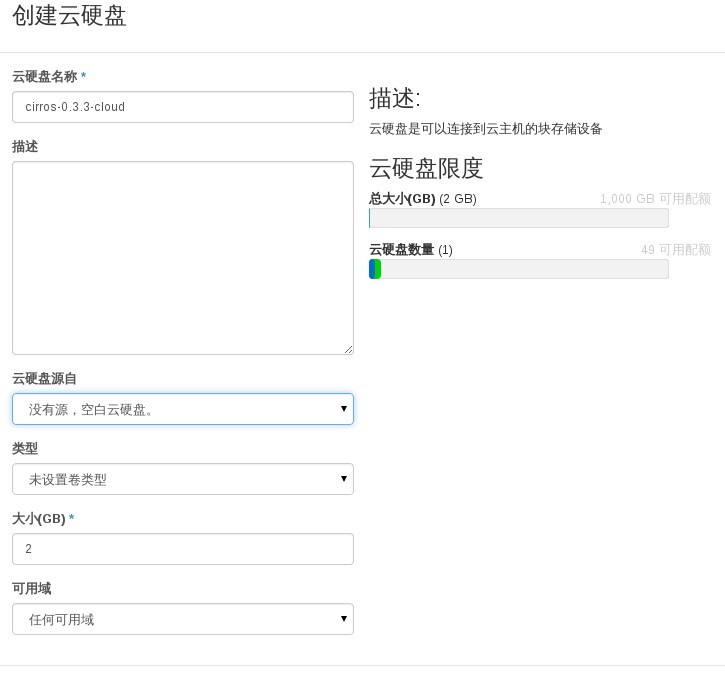 创建云硬盘
云硬盘名称 *
cirros-0.3.3-cloud
描述
云硬盘源自
没有源，空白云硬盘。
类型
未设置卷类型
大小(GB) *
2
可用域
任何可用域
描述:
云硬盘是可以连接到云主机的块存储设备
云硬盘限度
总大小(GB) (2 GB) 1,000 GB 可用配额
云硬盘数量 (1) 49 可用配额